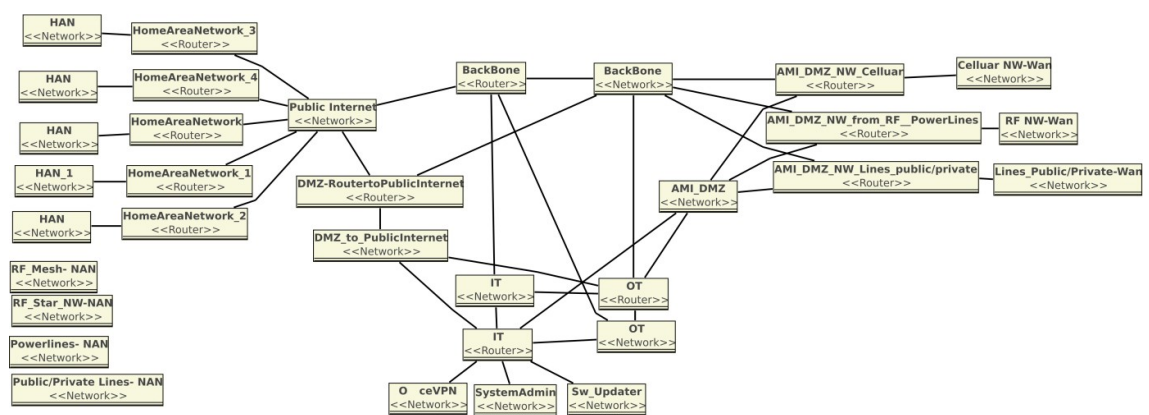 HAN
<<Network>>
HomeAreaNetwork_3
<<Router>>
HAN
<<Network>>
HomeAreaNetwork_4
<<Router>>
HAN
<<Network>>
HomeAreaNetwork
<<Router>>
HAN_1
<<Network>>
HomeAreaNetwork_1
<<Router>>
HAN
<<Network>>
HomeAreaNetwork_2
<<Router>>
RF_Mesh- NAN
<<Network>>
RF_Star_NW-NAN
<<Network>>
Powerlines- NAN
<<Network>>
Public/Private Lines- NAN
<<Network>>
Public Internet
<<Network>>
DMZ-RoutertoPublicInternet
<<Router>>
DMZ_to_PublicInternet
<<Network>>
BackBone
<<Router>>
BackBone
<<Network>>
IT
<<Network>>
OT
<<Router>>
IT
<<Router>>
OT
<<Network>>
O ceVPN
<<Network>>
SystemAdmin
<<Network>>
Sw_Updater
<<Network>>
AMI_DMZ_NW_Celluar
<<Router>>
Celluar NW-Wan
<<Network>>
AMI_DMZ_NW_from_RF__PowerLines
<<Router>>
RF NW-Wan
<<Network>>
AMI_DMZ_NW_Lines_public/private
<<Router>>
Lines_Public/Private-Wan
<<Network>>
AMI_DMZ
<<Network>>